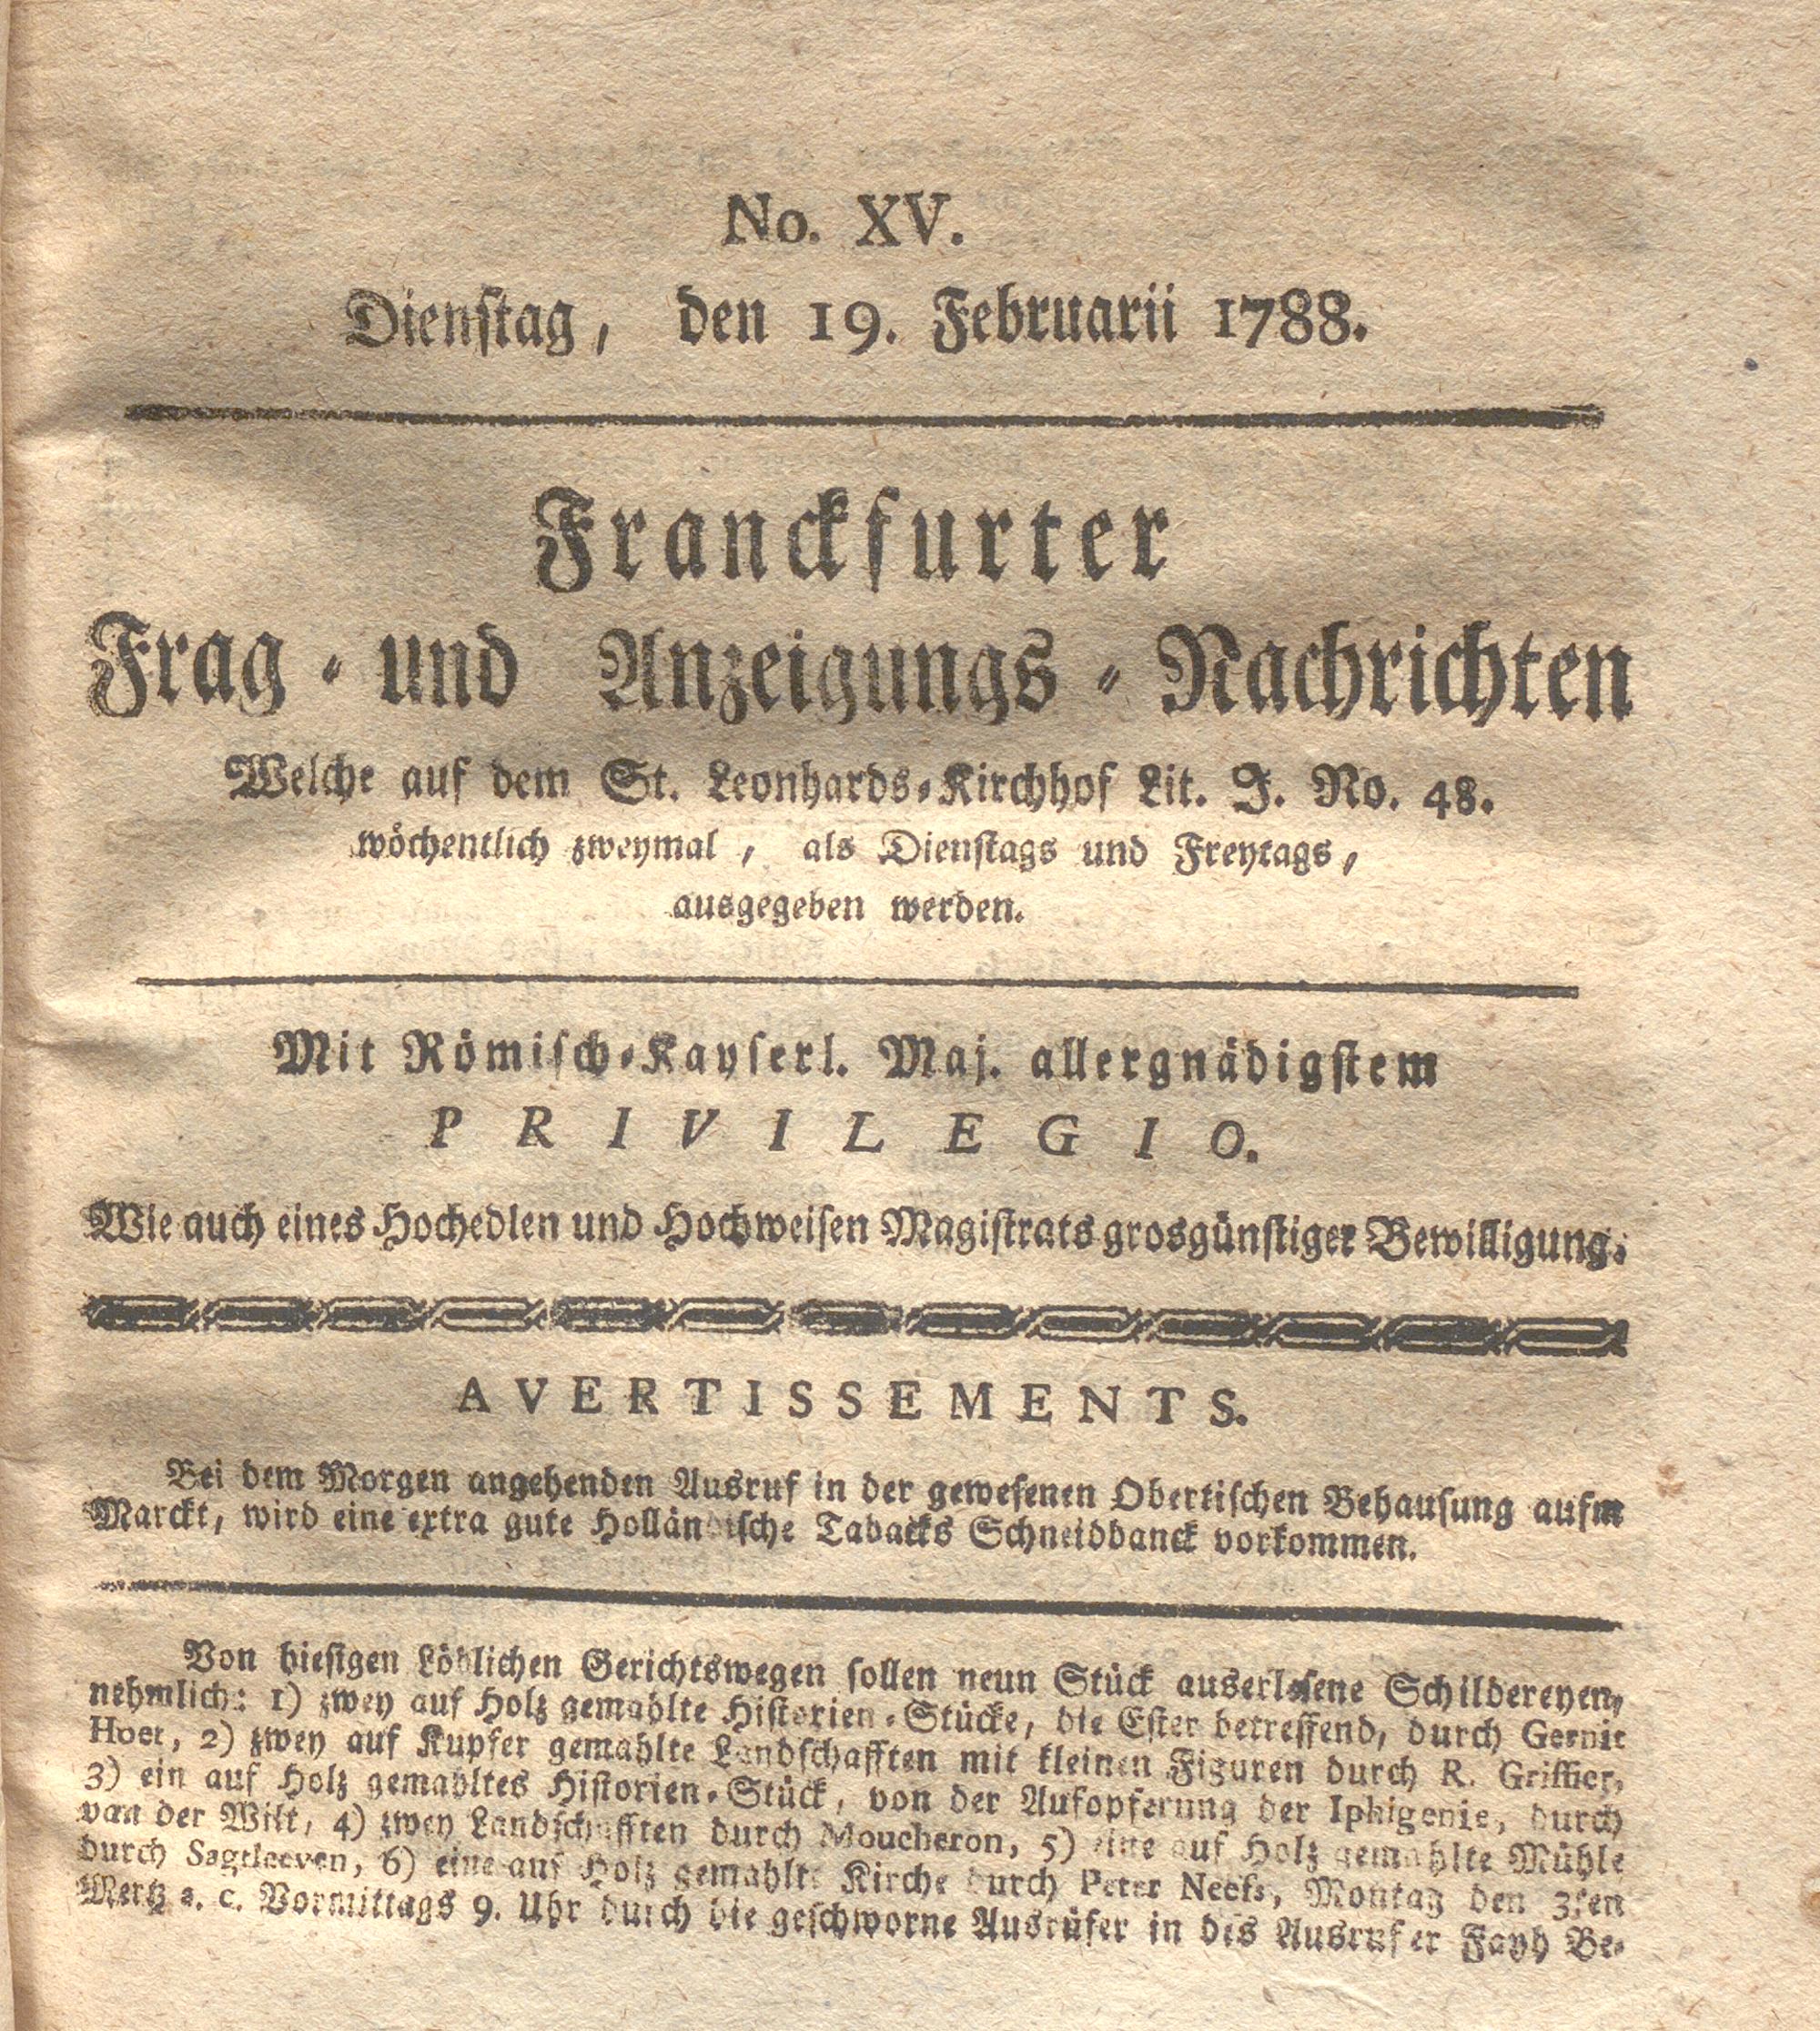 No. XV.
Dienstag, den 19. Februarii 1788.
Franckfurter
Frag- und Anzeigungs-Nachrichten
Welche auf dem St. Leonhards-Kirchhof Lit. J. No. 48.
wöchentlich zweymal, als Dienstags und Freytags,
ausgegeben werden.
Mit Römisch-Kayserl. Maj. allergnädigstem
PRIVILEGIO.
Wie auch eines Hochedlen und Hochweisen Magistrats grosgünstiger Bewilligung.
AVERTISSEMENTS.
Bei dem Morgen angehenden Ausruf in der gewesenen Obertischen Behausung aufm
Marckt, wird eine extra gute Holländische Tabacks Schneidbanck vorkommen.
Von hiesigen Löblichen Gerichtswegen sollen neun Stück auserlesene Schildereyen,
nehmlich: 1) zwey auf Holz gemahlte Historien-Stücke, die Ester betreffend, durch Gernit
Hoet, 2) zwey auf Kupfer gemahlte Landschafften mit kleinen Figuren durch R. Griffier,
3) ein auf Holz gemahltes Historien-Stück, von der Aufopferung der Iphigenie, durch
van der Wilt, 4) zwey Landschafften durch Moucheron, 5) eine auf Holz gemahlte Mühle
durch Sagtleeven, 6) eine auf Holz gemahlte Kirche durch Peter Neefs, Montag den 3ten
Mertz a. c. Vormittags 9. Uhr durch die geschworne Ausrüfer in des Ausrufer Fayh Be-